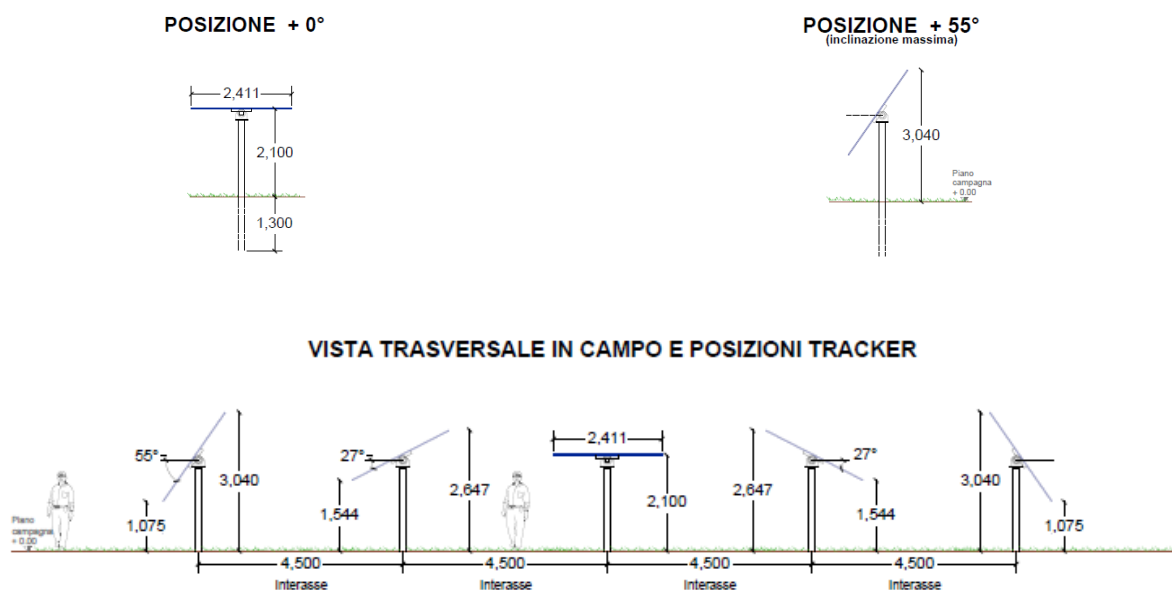 POSIZIONE + 0°
POSIZIONE + 55°
(inclinazione massima)
2,411
2,100
1,300
3,040
Piano
campagna
+ 0.00
VISTA TRASVERSALE IN CAMPO E POSIZIONI TRACKER
55°
3,040
1,075
27°
2,647
1,544
2,411
2,100
2,647
27°
1,544
3,040
1,075
Piano
campagna
+ 0.00
4,500
4,500
4,500
4,500
Interasse
Interasse
Interasse
Interasse